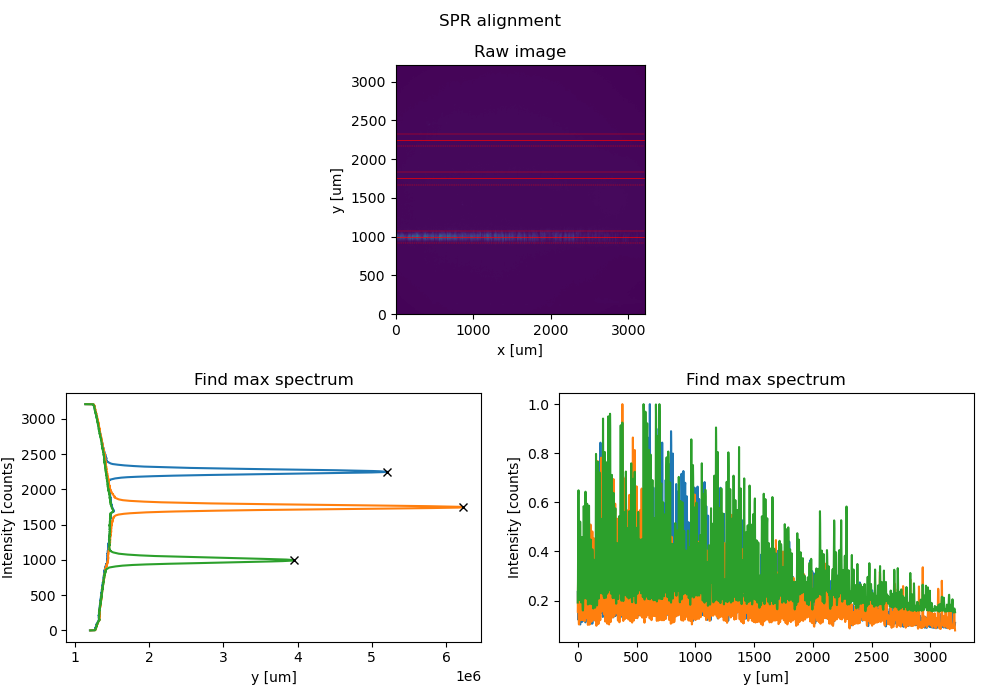 SPR alignment
Raw image
3000
2500
2000
1500
1000
500
0
y [um]
0 1000 2000 3000
x [um]
Find max spectrum
3000
2500
2000
1500
1000
500
0
Intensity [counts]
1 2 3 4 5 6
1e6
y [um]
Find max spectrum
1.0
0.8
0.6
0.4
0.2
Intensity [counts]
0 500 1000 1500 2000 2500 3000
y [um]